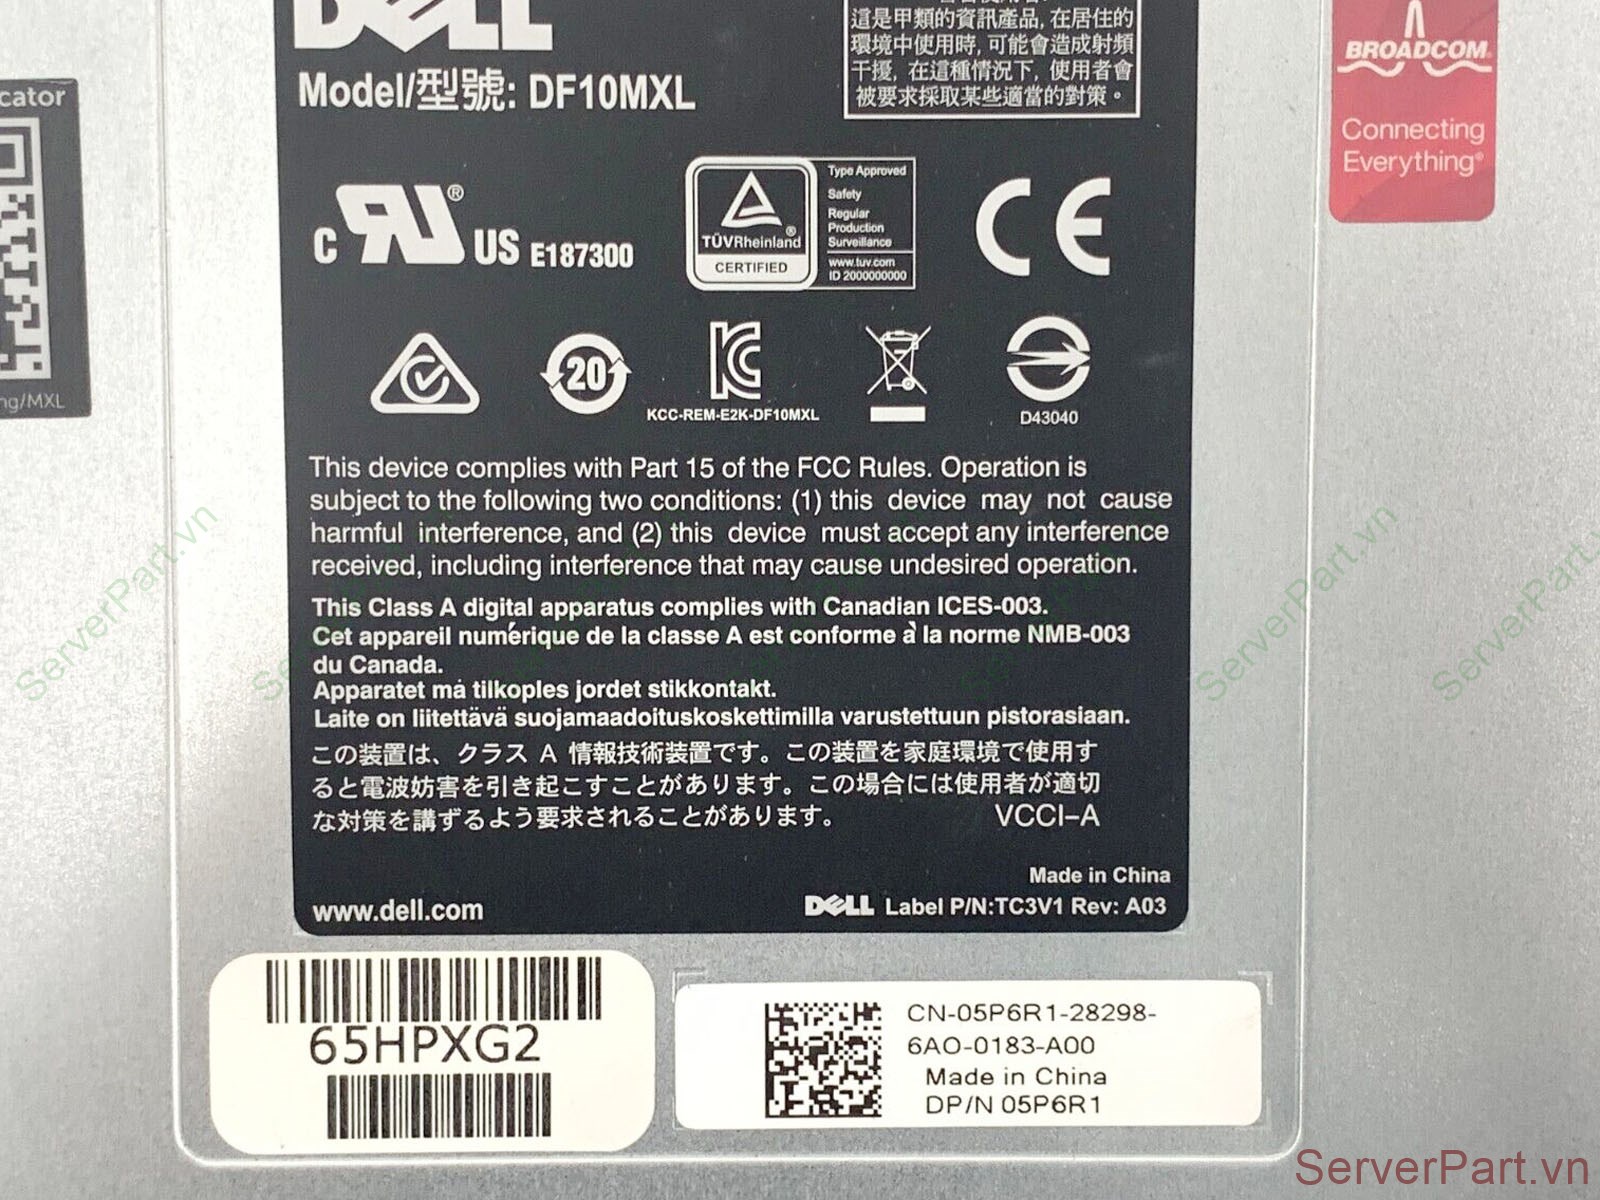 DELL
Model/型號: DF10MXL
這是甲類的資訊產品, 在居住的
環境中使用時, 可能會造成射頻
干擾, 在這種情況下, 使用者會
被要求採取某些適當的對策。
BROADCOM®
Connecting
Everything®
cator
ng/MXL
C RU® US E187300
TÜVRheinland®
CERTIFIED
Type Approved
Safety
Regular
Production
Surveillance
www.tuv.com
ID 2000000000
CE
20
KCC-REM-E2K-DF10MXL
D43040
This device complies with Part 15 of the FCC Rules. Operation is
subject to the following two conditions: (1) this device may not cause
harmful interference, and (2) this device must accept any interference
received, including interference that may cause undesired operation.
This Class A digital apparatus complies with Canadian ICES-003.
Cet appareil numérique de la classe A est conforme à la norme NMB-003
du Canada.
Apparatet må tilkoples jordet stikkontakt.
Laite on liitettävä suojamaadoituskoskettimilla varustettuun pistorasiaan.
この装置は、クラス A 情報技術装置です。この装置を家庭環境で使用す
ると電波妨害を引き起こすことがあります。この場合には使用者が適切
な対策を講ずるよう要求されることがあります。 VCCI-A
Made in China
www.dell.com
DELL Label P/N:TC3V1 Rev: A03
65HPXG2
CN-05P6R1-28298-
6AO-0183-A00
Made in China
DP/N 05P6R1
ServerPart.vn
ServerPart.vn
ServerPart.vn
ServerPart.vn